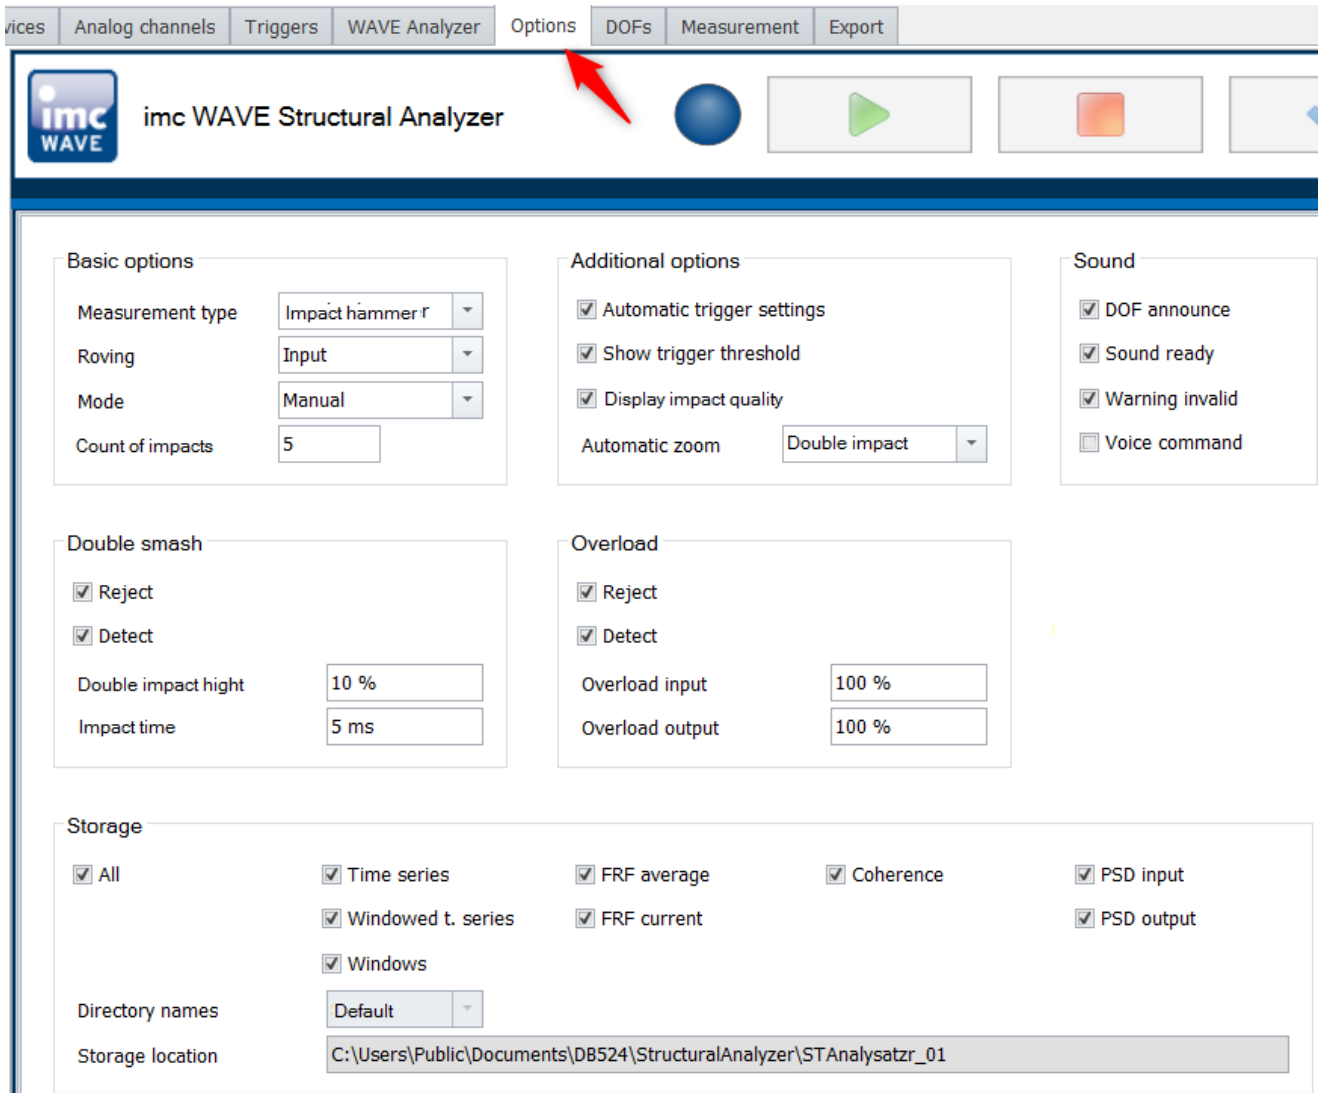 vices Analog channels Triggers WAVE Analyzer Options DOFs Measurement Export
imc WAVE
imc WAVE Structural Analyzer
Basic options
Measurement type Impact hammer r
Roving Input
Mode Manual
Count of impacts 5
Additional options
Automatic trigger settings
Show trigger threshold
Display impact quality
Automatic zoom Double impact
Sound
DOF announce
Sound ready
Warning invalid
Voice command
Double smash
Reject
Detect
Double impact hight 10 %
Impact time 5 ms
Overload
Reject
Detect
Overload input 100 %
Overload output 100 %
Storage
All Time series FRF average Coherence PSD input
Windowed t. series FRF current PSD output
Windows
Directory names Default
Storage location C:\Users\Public\Documents\DB524\StructuralAnalyzer\STAnalysatzr_01